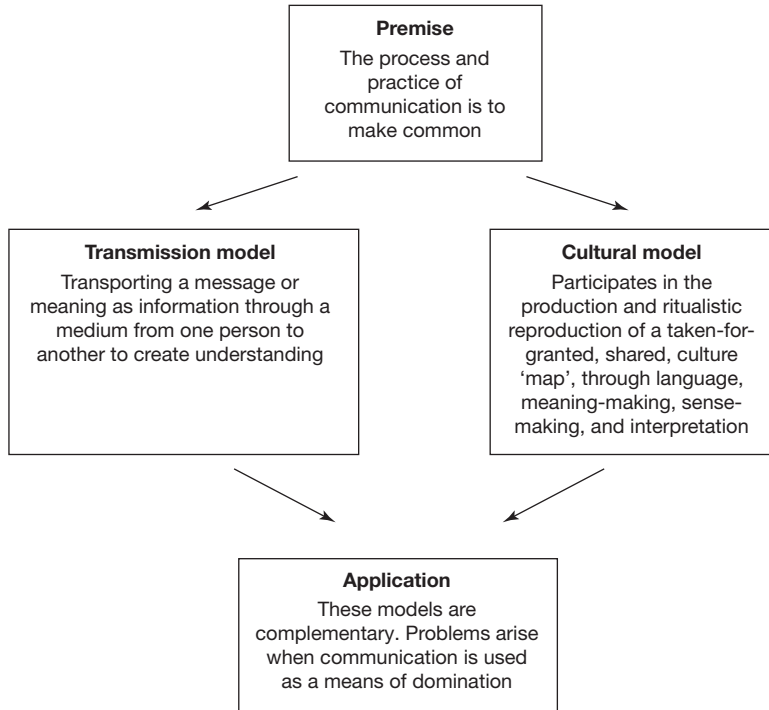 Premise
The process and
practice of
communication is to
make common
Transmission model
Transporting a message or
meaning as information through a
medium from one person to
another to create understanding
Cultural model
Participates in the
production and ritualistic
reproduction of a taken-for-
granted, shared, culture
‘map’, through language,
meaning-making, sense-
making, and interpretation
Application
These models are
complementary. Problems arise
when communication is used
as a means of domination